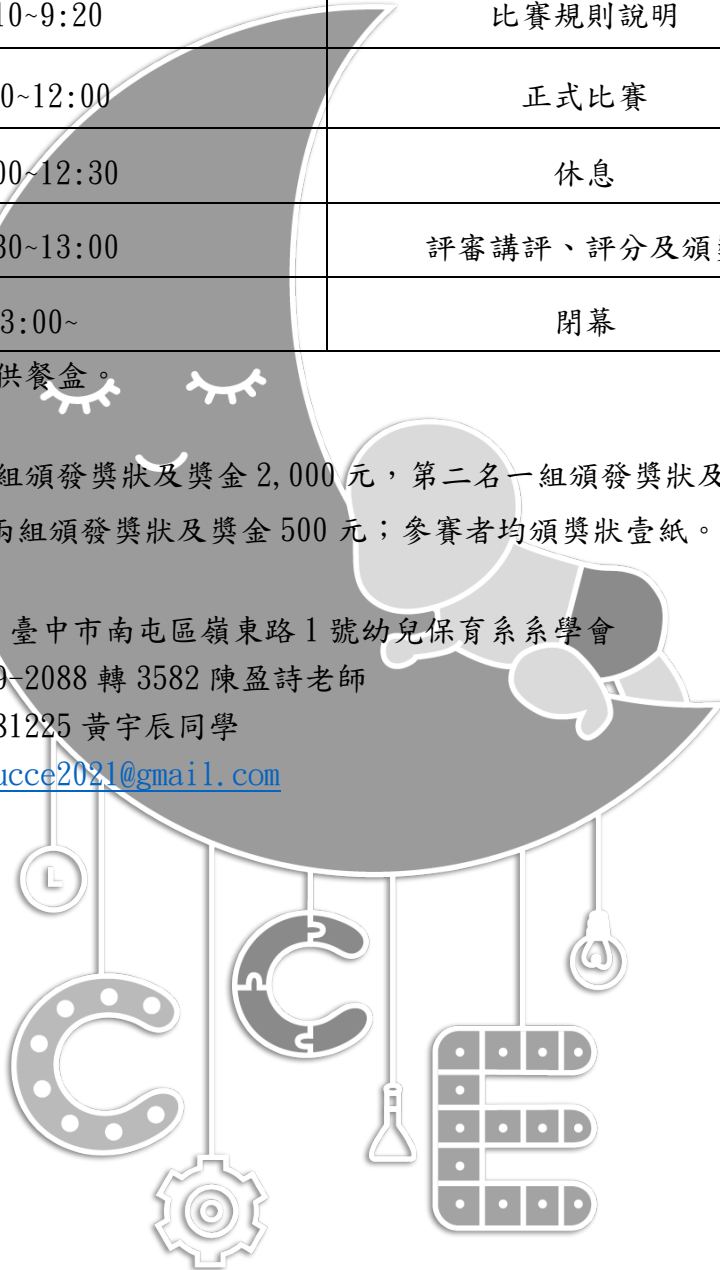 10~9:20 比賽規則說明
0~12:00 正式比賽
00~12:30 休息
30~13:00 評審講評、評分及頒
3:00~ 閉幕
供餐盒。
組頒發獎狀及獎金 2,000 元，第二名一組頒發獎狀及
兩組頒發獎狀及獎金 500 元；參賽者均頒獎狀壹紙。
臺中市南屯區嶺東路 1 號幼兒保育系系學會
9-2088 轉 3582 陳盈詩老師
81225 黃宇辰同學
ucce2021@gmail.com
C C E